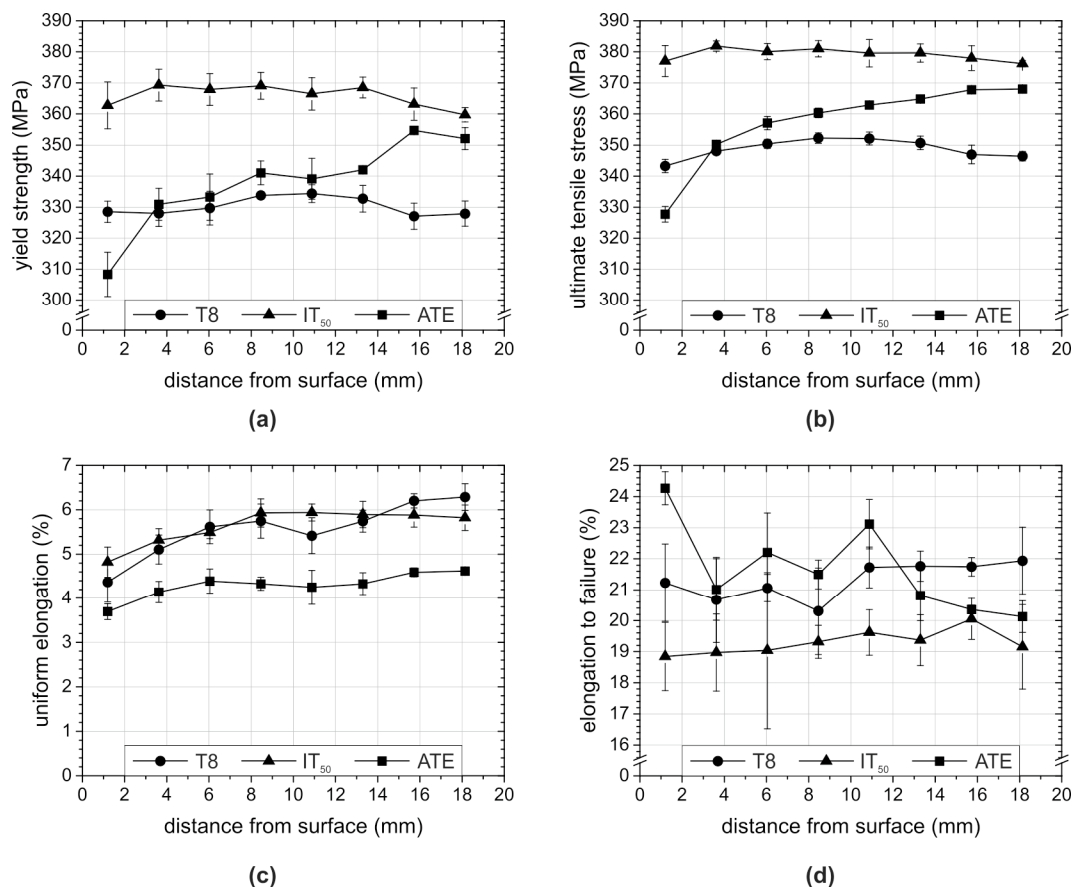 390
380
370
360
350
340
330
320
310
300
0
yield strength (MPa)
T8 IT₅₀ ATE
0 2 4 6 8 10 12 14 16 18 20
distance from surface (mm)
(a)
390
380
370
360
350
340
330
320
310
300
0
ultimate tensile stress (MPa)
T8 IT₅₀ ATE
0 2 4 6 8 10 12 14 16 18 20
distance from surface (mm)
(b)
7
6
5
4
3
2
1
0
uniform elongation (%)
T8 IT₅₀ ATE
0 2 4 6 8 10 12 14 16 18 20
distance from surface (mm)
(c)
25
24
23
22
21
20
19
18
17
16
0
elongation to failure (%)
T8 IT₅₀ ATE
0 2 4 6 8 10 12 14 16 18 20
distance from surface (mm)
(d)